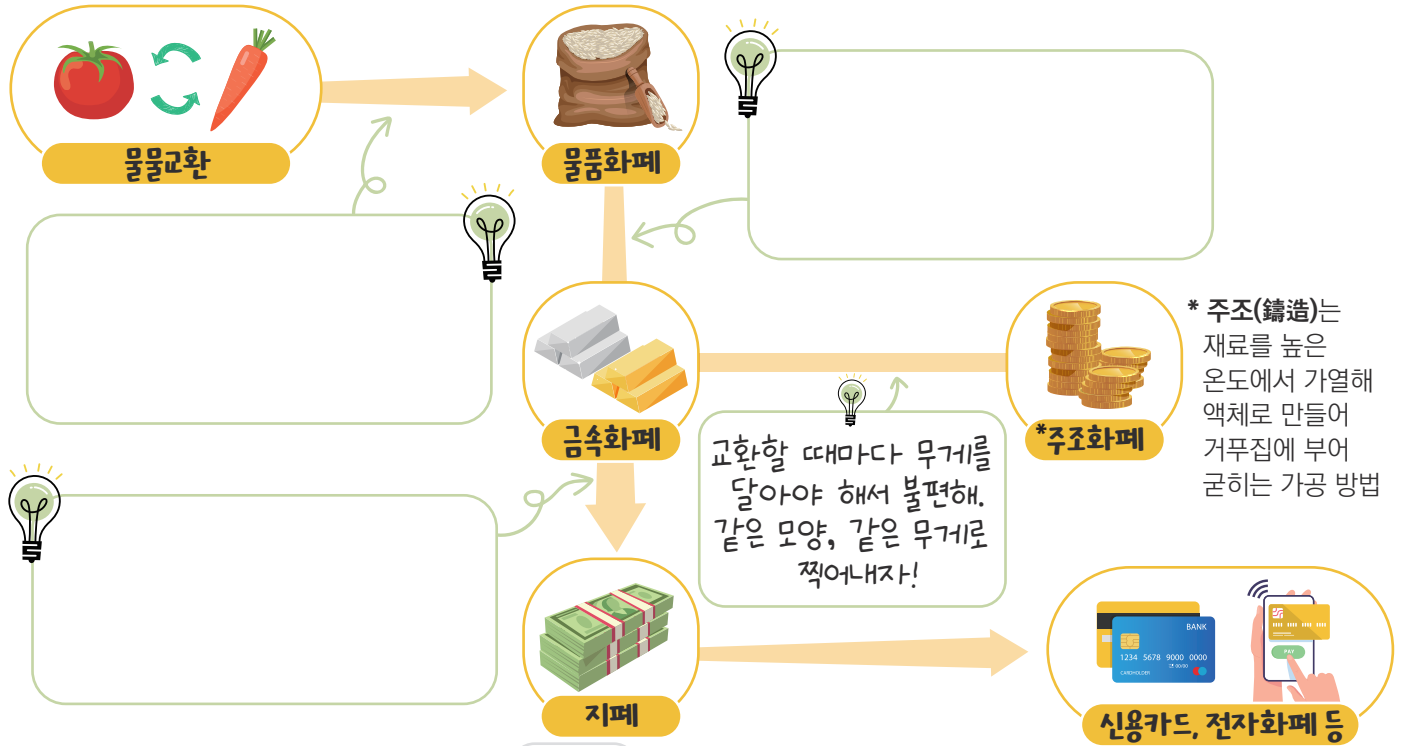 물물교환
물품화폐
금속화폐
*주조화폐
* 주조(鑄造)는
재료를 높은
온도에서 가열해
액체로 만들어
거푸집에 부어
굳히는 가공 방법
교환할 때마다 무게를
달아야 해서 불편해.
같은 모양, 같은 무게로
찍어내자!
지폐
BANK
1234 5678 9000 0000
CARDHOLDER
PAY
신용카드, 전자화폐 등